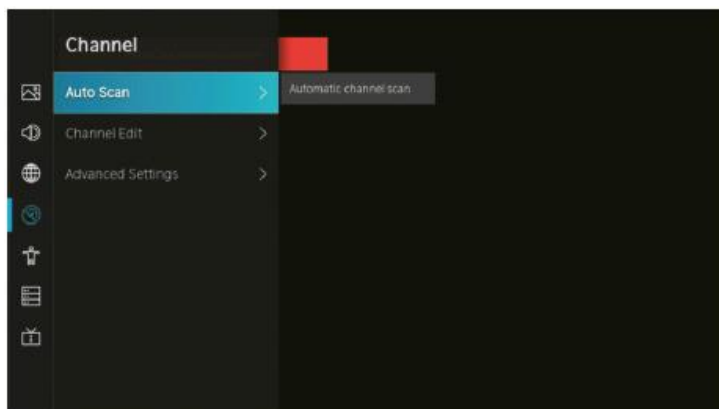 Channel
Auto Scan
Automatic channel scan
Channel Edit
Advanced Settings